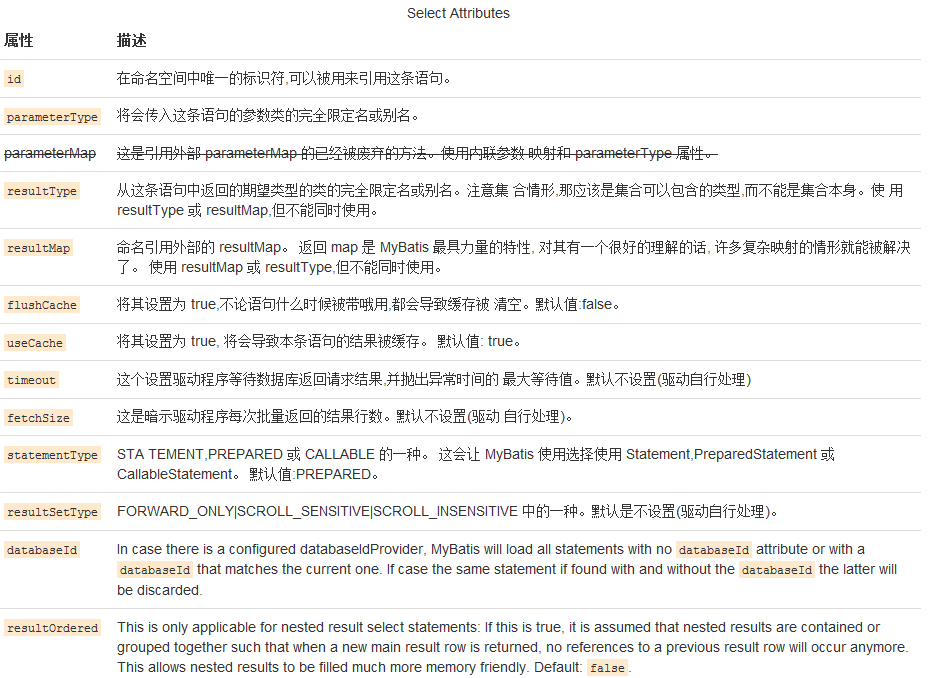 Select Attributes
属性 描述
id 在命名空间中唯一的标识符,可以被用来引用这条语句。
parameterType 将会传入这条语句的参数类的完全限定名或别名。
parameterMap 这是引用外部 parameterMap 的已经被废弃的方法。使用内联参数 映射和 parameterType 属性。
resultType 从这条语句中返回的期望类型的类的完全限定名或别名。注意集 合情形,那应该是集合可以包含的类型,而不能是集合本身。使 用
resultType 或 resultMap,但不能同时使用。
resultMap 命名引用外部的 resultMap。 返回 map 是 MyBatis 最具力量的特性, 对其有一个很好的理解的话, 许多复杂映射的情形就能被解决
了。 使用 resultMap 或 resultType,但不能同时使用。
flushCache 将其设置为 true,不论语句什么时候被带哦用,都会导致缓存被 清空。默认值:false。
useCache 将其设置为 true, 将会导致本条语句的结果被缓存。 默认值: true。
timeout 这个设置驱动程序等待数据库返回请求结果,并抛出异常时间的 最大等待值。默认不设置(驱动自行处理)
fetchSize 这是暗示驱动程序每次批量返回的结果行数。默认不设置(驱动 自行处理)。
statementType STA TEMENT,PREPARED 或 CALLABLE 的一种。 这会让 MyBatis 使用选择使用 Statement,PreparedStatement 或
CallableStatement。 默认值:PREPARED。
resultSetType FORWARD_ONLY|SCROLL_SENSITIVE|SCROLL_INSENSITIVE 中的一种。默认是不设置(驱动自行处理)。
databaseId In case there is a configured databaseIdProvider, MyBatis will load all statements with no databaseId attribute or with a
databaseId that matches the current one. If case the same statement if found with and without the databaseId the latter will
be discarded.
resultOrdered This is only applicable for nested result select statements: If this is true, it is assumed that nested results are contained or
grouped together such that when a new main result row is returned, no references to a previous result row will occur anymore.
This allows nested results to be filled much more memory friendly. Default: false.